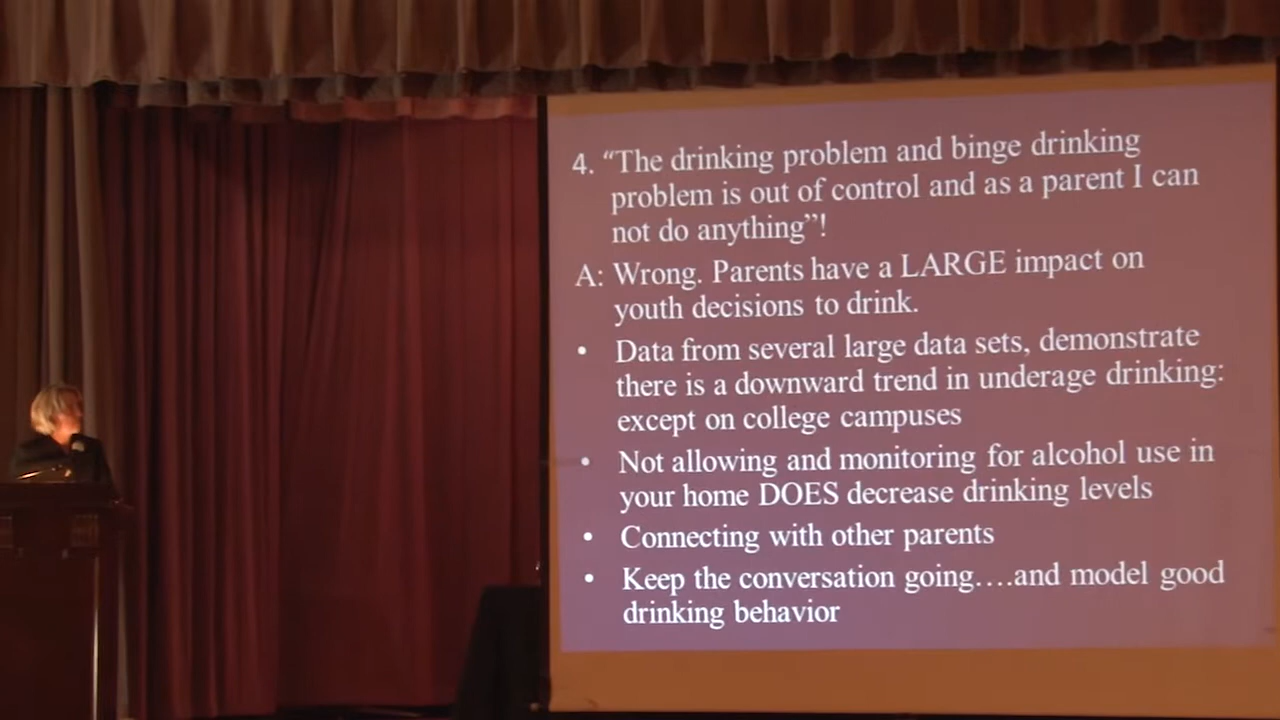 4. “The drinking problem and binge drinking
problem is out of control and as a parent I can
not do anything”!
A: Wrong. Parents have a LARGE impact on
youth decisions to drink.
• Data from several large data sets, demonstrate
there is a downward trend in underage drinking:
except on college campuses
• Not allowing and monitoring for alcohol use in
your home DOES decrease drinking levels
• Connecting with other parents
• Keep the conversation going….and model good
drinking behavior